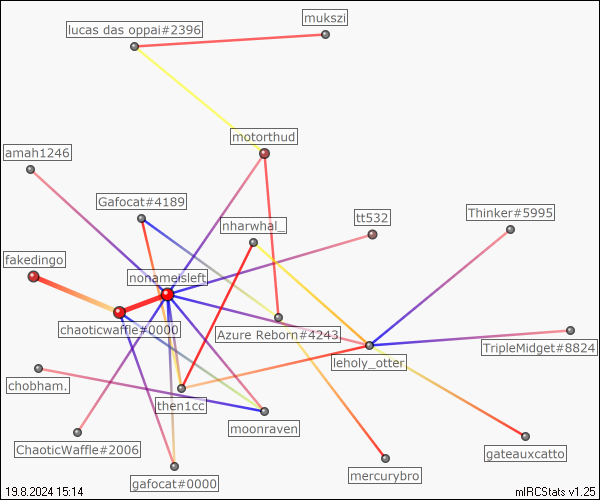 lucas das oppai#2396
mukszi
motorthud
amah1246
Gafocat#4189
nharwhal_
tt532
Thinker#5995
fakedingo
nonameisleft
chaoticwaffle#0000
Azure Reborn#4243
leholy_otter
TripleMidget#8824
chobham.
then1cc
moonraven
ChaoticWaffle#2006
gateauxcatto
gafocat#0000
mercurybro
19.8.2024 15:14
mIRCStats v1.25